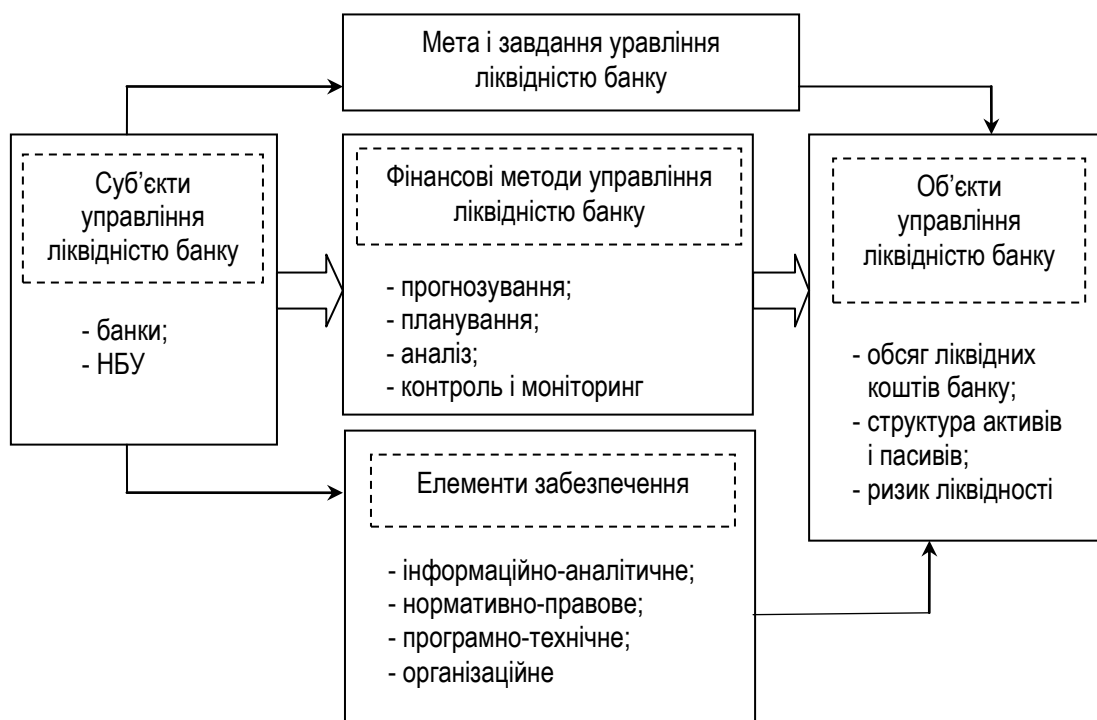 Мета і завдання уравління
ліквідністю банку
Суб’єкти
управління
ліквідністю банку
- банки;
- НБУ
Фінансові методи управління
ліквідністю банку
- прогнозування;
- планування;
- аналіз;
- контроль і моніторинг
Об’єкти
управління
ліквідністю банку
- обсяг ліквідних
коштів банку;
- структура активів
і пасивів;
- ризик ліквідності
Елементи забезпечення
- інформаційно-аналітичне;
- нормативно-правове;
- програмно-технічне;
- організаційне